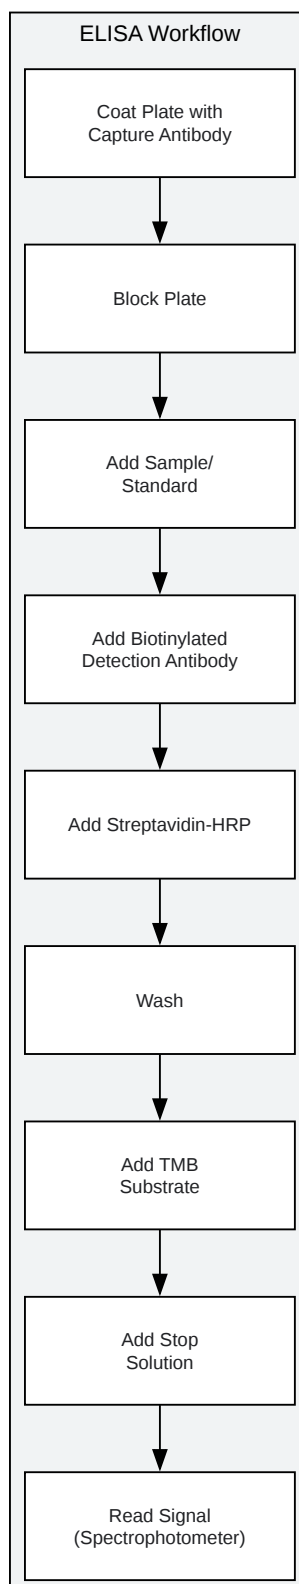 ELISA Workflow
Coat Plate with
Capture Antibody
Block Plate
Add Sample/
Standard
Add Biotinylated
Detection Antibody
Add Streptavidin-HRP
Wash
Add TMB
Substrate
Add Stop
Solution
Read Signal
(Spectrophotometer)